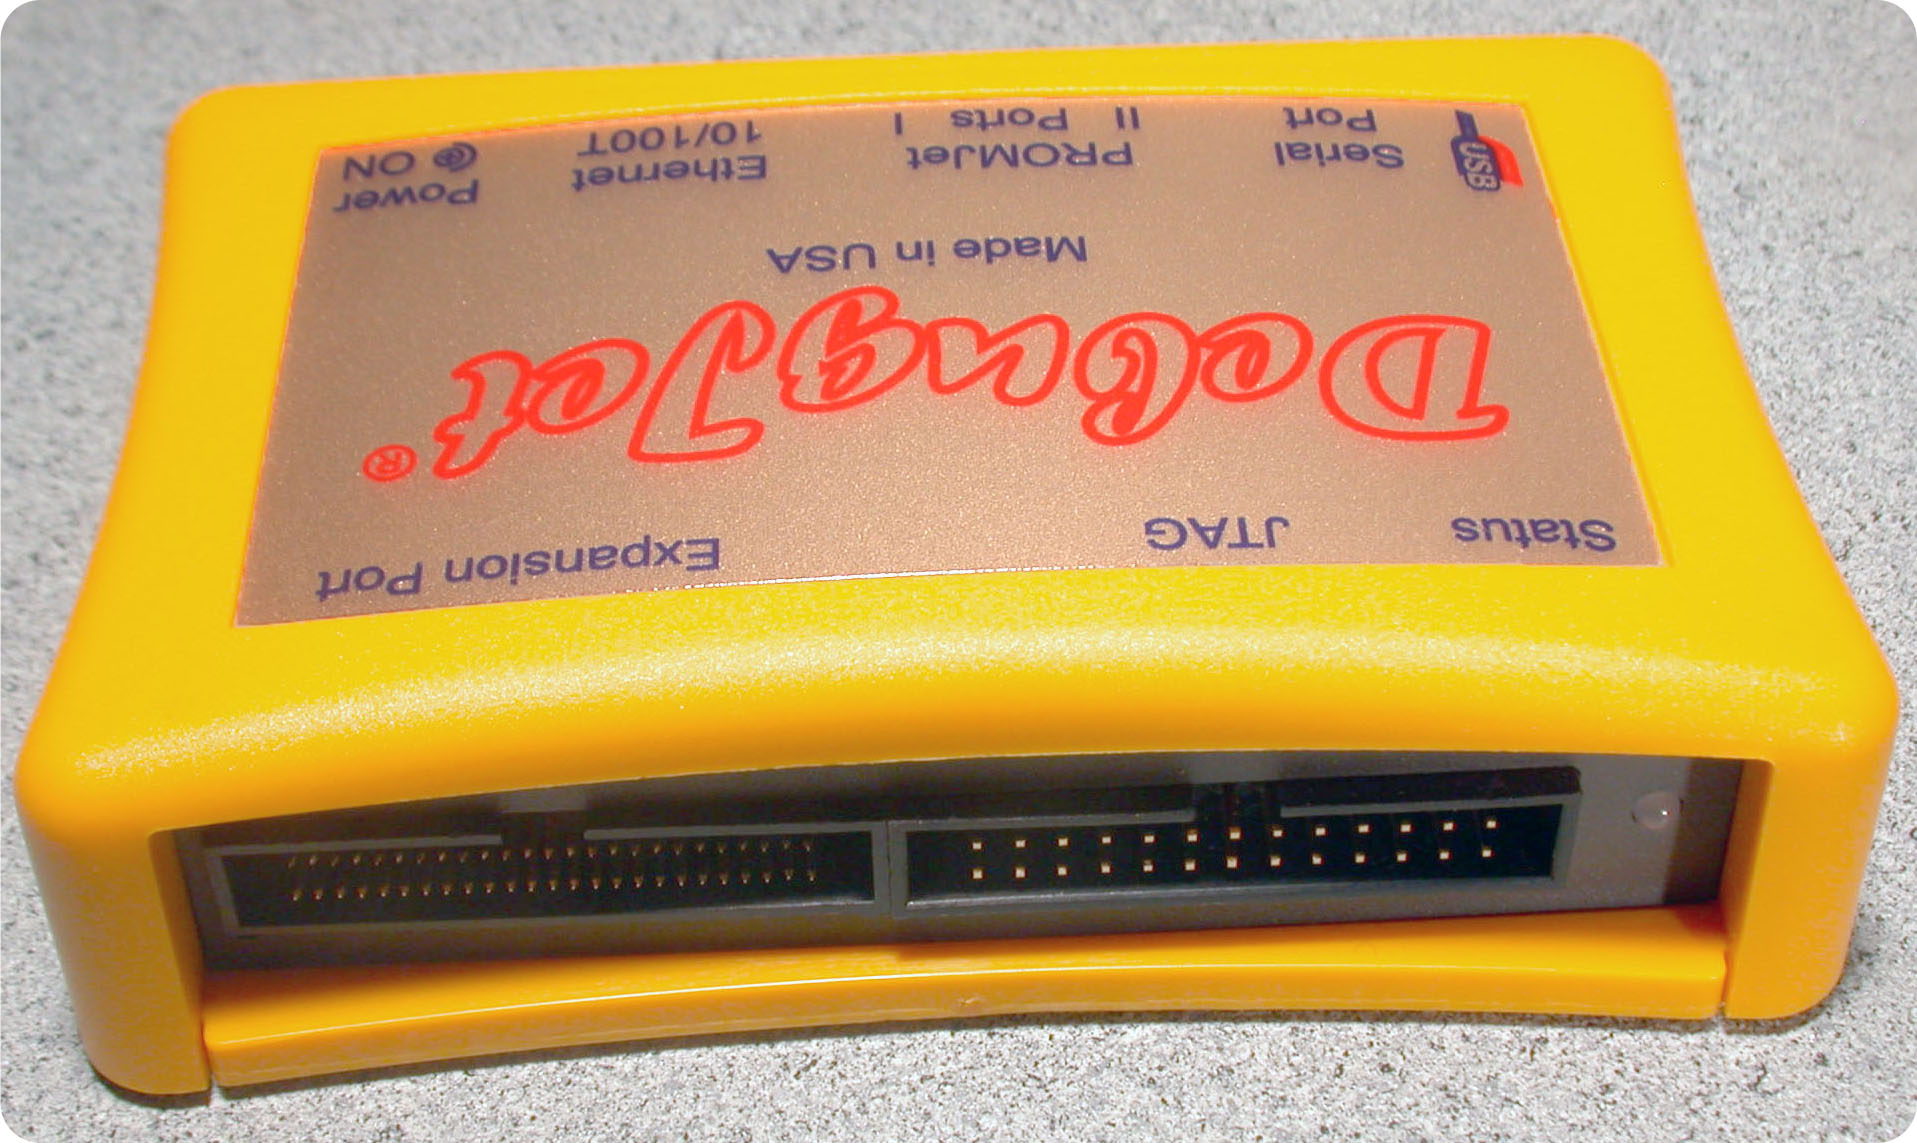 Status JTAG Expansion Port
DebugJet®
Made in USA
USB
Serial
Port
PROMJet
II Ports I
Ethernet
10/100T
Power
@ ON